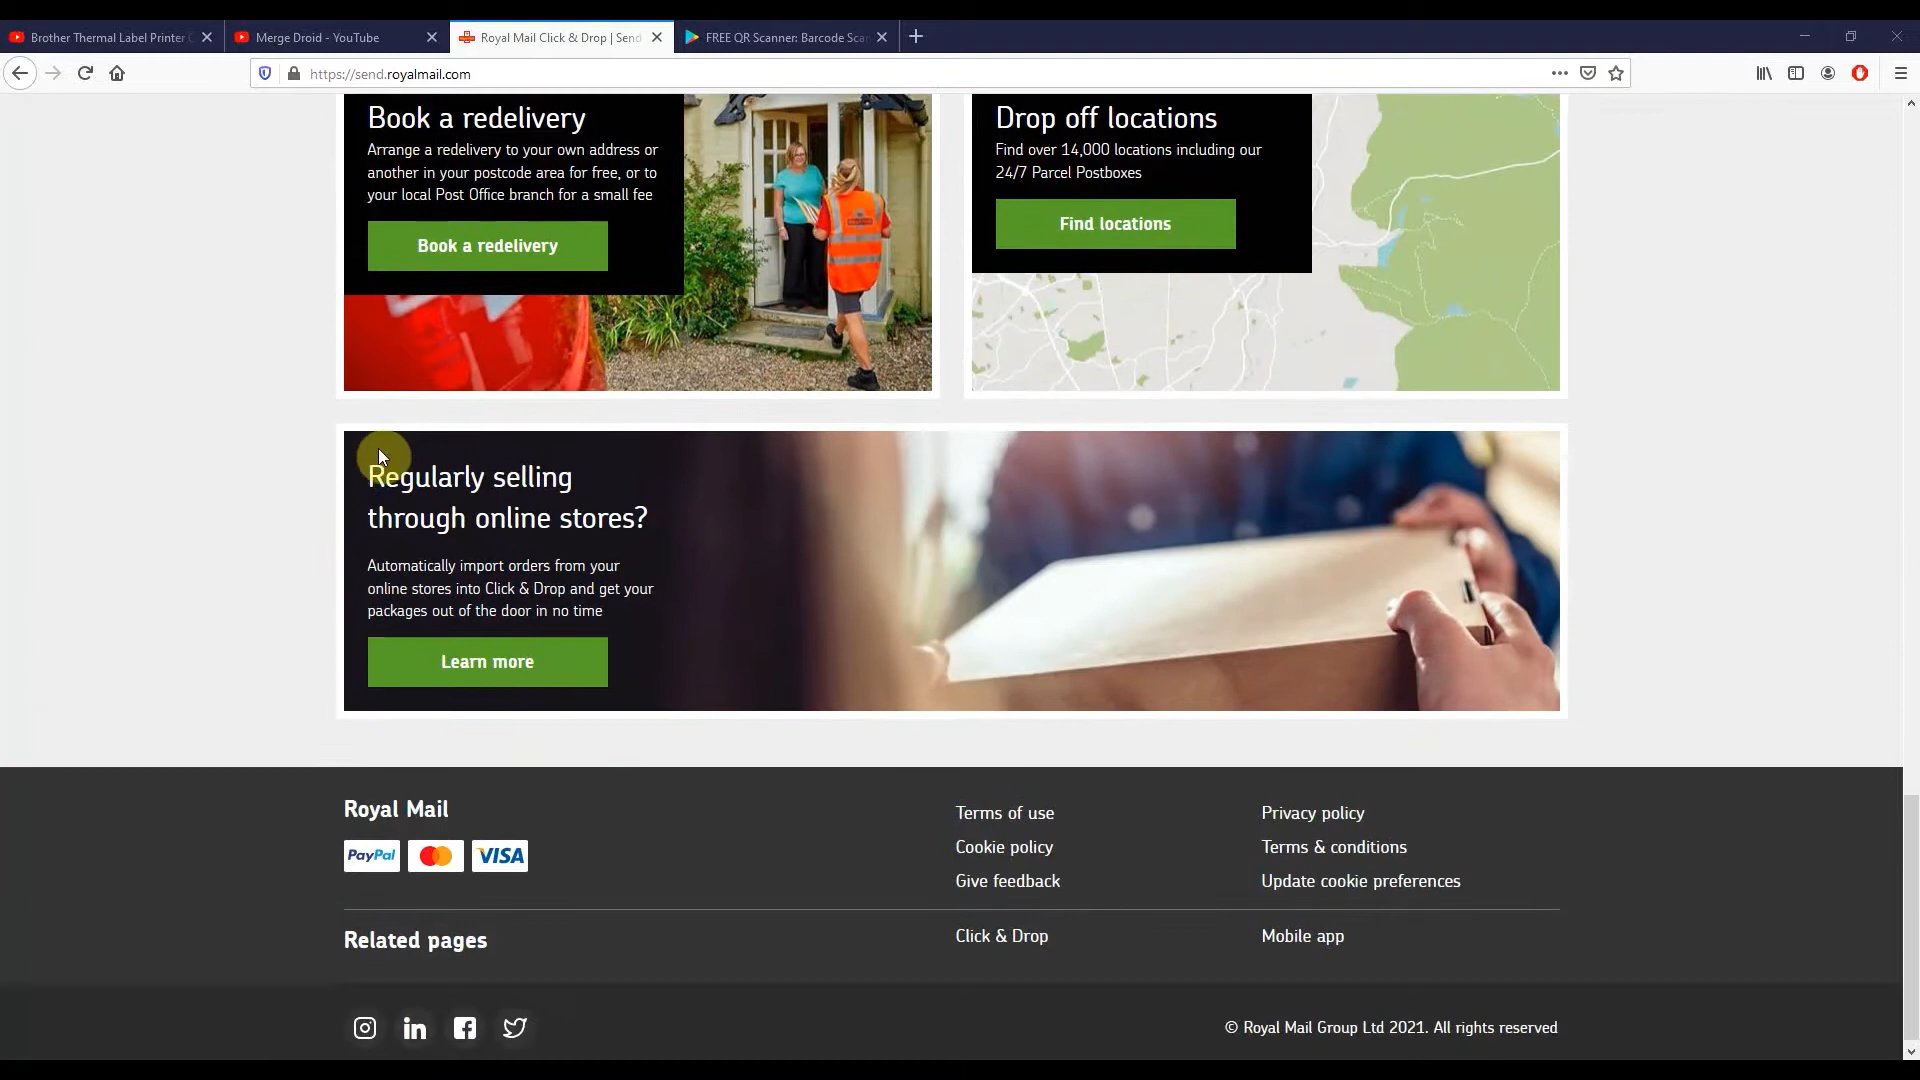 Brother Thermal Label Printer
Merge Droid - YouTube
Royal Mail Click & Drop | Send
FREE QR Scanner: Barcode Sca
https://send.royalmail.com
Book a redelivery
Arrange a redelivery to your own address or
another in your postcode area for free, or to
your local Post Office branch for a small fee
Book a redelivery
Drop off locations
Find over 14,000 locations including our
24/7 Parcel Postboxes
Find locations
Regularly selling
through online stores?
Automatically import orders from your
online stores into Click & Drop and get your
packages out of the door in no time
Learn more
Royal Mail
PayPal
VISA
Terms of use
Privacy policy
Cookie policy
Terms & conditions
Give feedback
Update cookie preferences
Related pages
Click & Drop
Mobile app
© Royal Mail Group Ltd 2021. All rights reserved